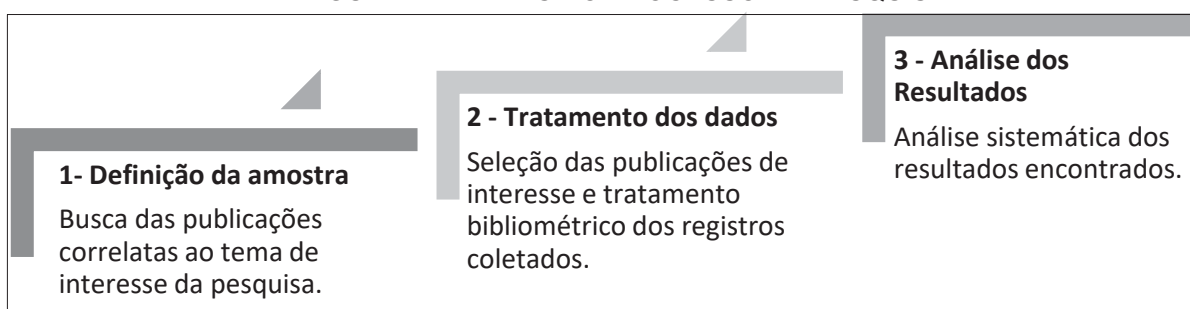 1- Definição da amostra
Busca das publicações
correlatas ao tema de
interesse da pesquisa.
2 - Tratamento dos dados
Seleção das publicações de
interesse e tratamento
bibliométrico dos registros
coletados.
3 - Análise dos
Resultados
Análise sistemática dos
resultados encontrados.